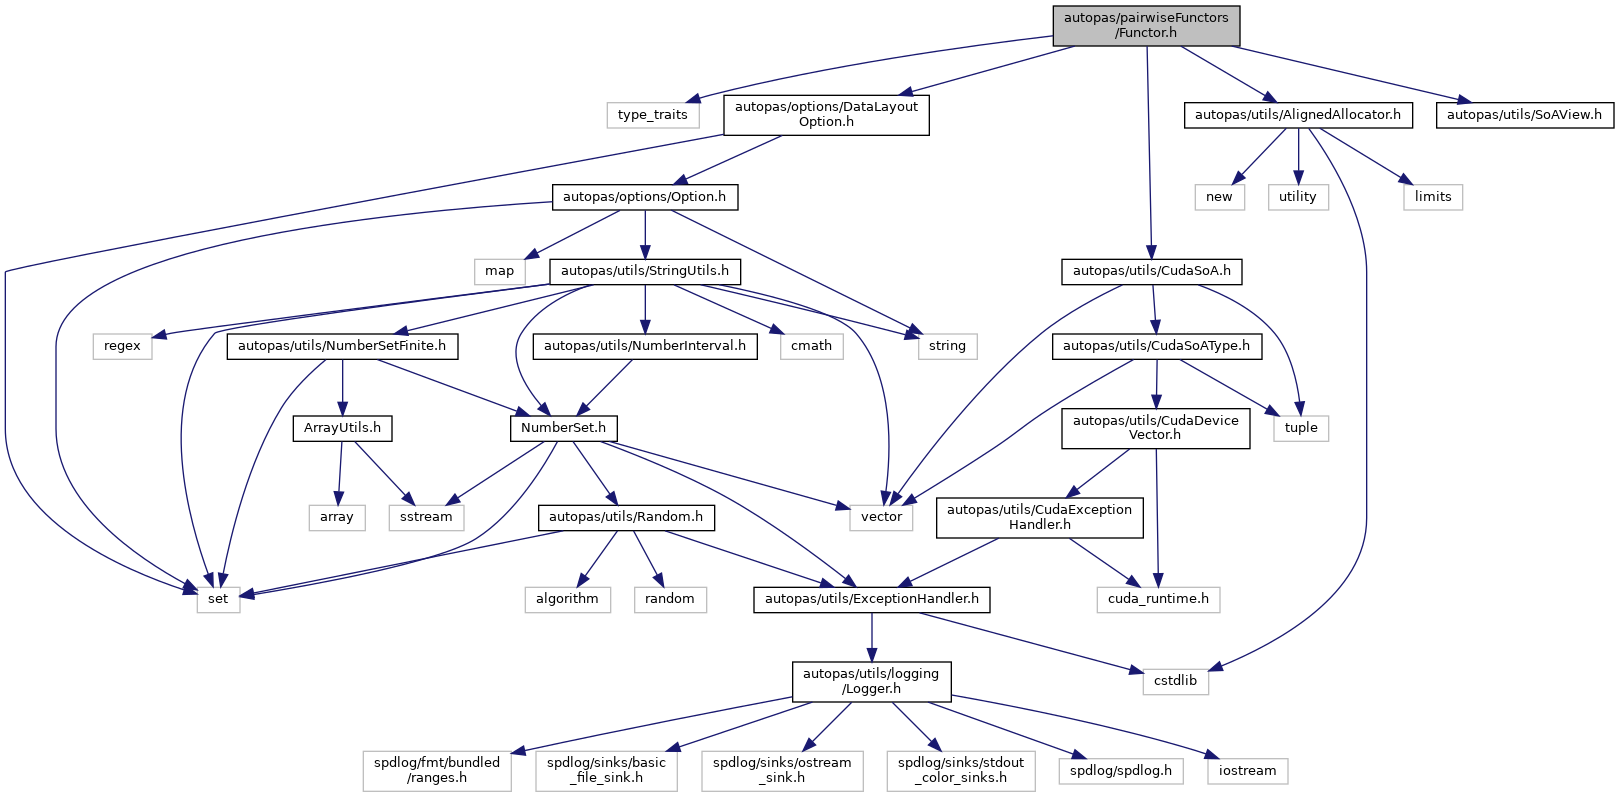 autopas/pairwiseFunctors
/Functor.h
type_traits
autopas/options/DataLayout
Option.h
autopas/utils/AlignedAllocator.h
autopas/utils/SoAView.h
autopas/options/Option.h
new
utility
limits
map
autopas/utils/StringUtils.h
autopas/utils/CudaSoA.h
regex
autopas/utils/NumberSetFinite.h
autopas/utils/NumberInterval.h
cmath
string
autopas/utils/CudaSoAType.h
ArrayUtils.h
NumberSet.h
autopas/utils/CudaDevice
Vector.h
tuple
array
sstream
autopas/utils/Random.h
vector
autopas/utils/CudaException
Handler.h
set
algorithm
random
autopas/utils/ExceptionHandler.h
cuda_runtime.h
autopas/utils/logging
/Logger.h
cstdlib
spdlog/fmt/bundled
/ranges.h
spdlog/sinks/basic
_file_sink.h
spdlog/sinks/ostream
_sink.h
spdlog/sinks/stdout
_color_sinks.h
spdlog/spdlog.h
iostream